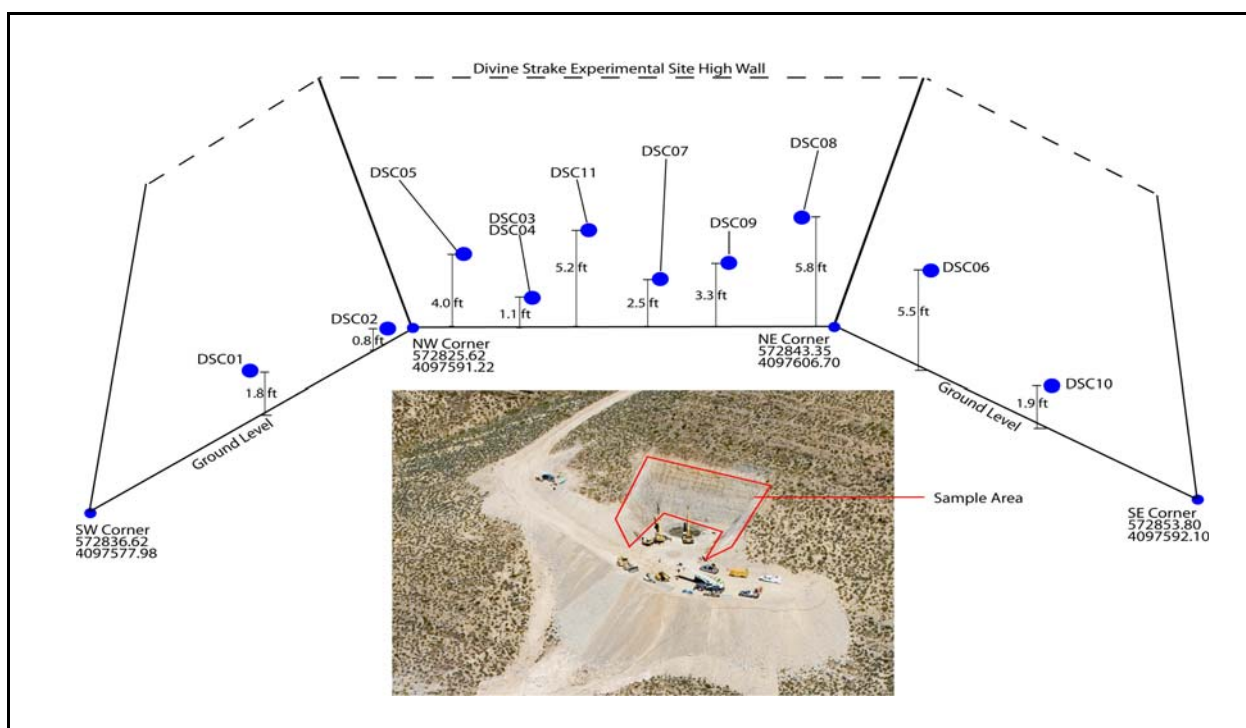 Divine Strake Experimental Site High Wall
DSC05
DSC03
DSC04
DSC11
DSC07
DSC09
DSC08
DSC06
4.0 ft
1.1 ft
5.2 ft
2.5 ft
3.3 ft
5.8 ft
5.5 ft
DSC02
0.8 ft
DSC01
1.8 ft
DSC10
1.9 ft
NW Corner
572825.62
4097591.22
NE Corner
572843.35
4097606.70
Ground Level
Ground Level
Sample Area
SW Corner
572836.62
4097577.98
SE Corner
572853.80
4097592.10